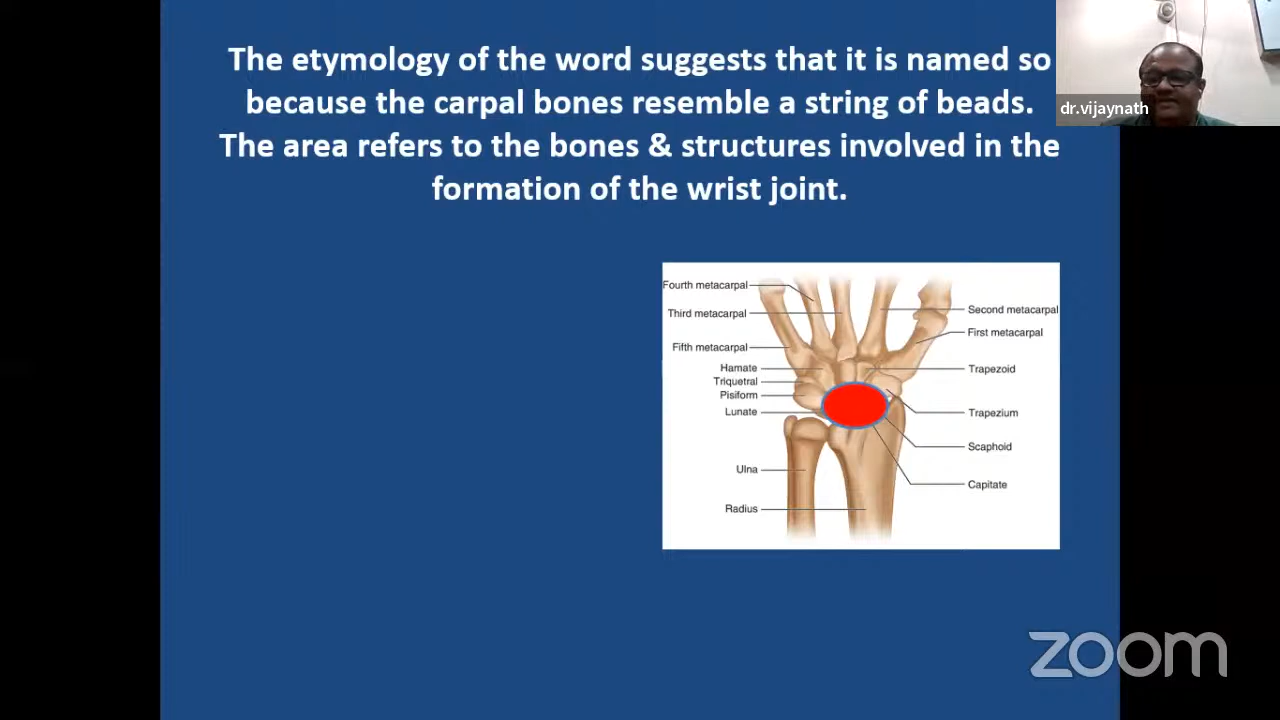 The etymology of the word suggests that it is named so
because the carpal bones resemble a string of beads.
The area refers to the bones & structures involved in the
formation of the wrist joint.
dr.vijaynath
Fourth metacarpal
Third metacarpal
Fifth metacarpal
Hamate
Triquetral
Pisiform
Lunate
Ulna
Radius
Second metacarpal
First metacarpal
Trapezoid
Trapezium
Scaphoid
Capitate
zoom